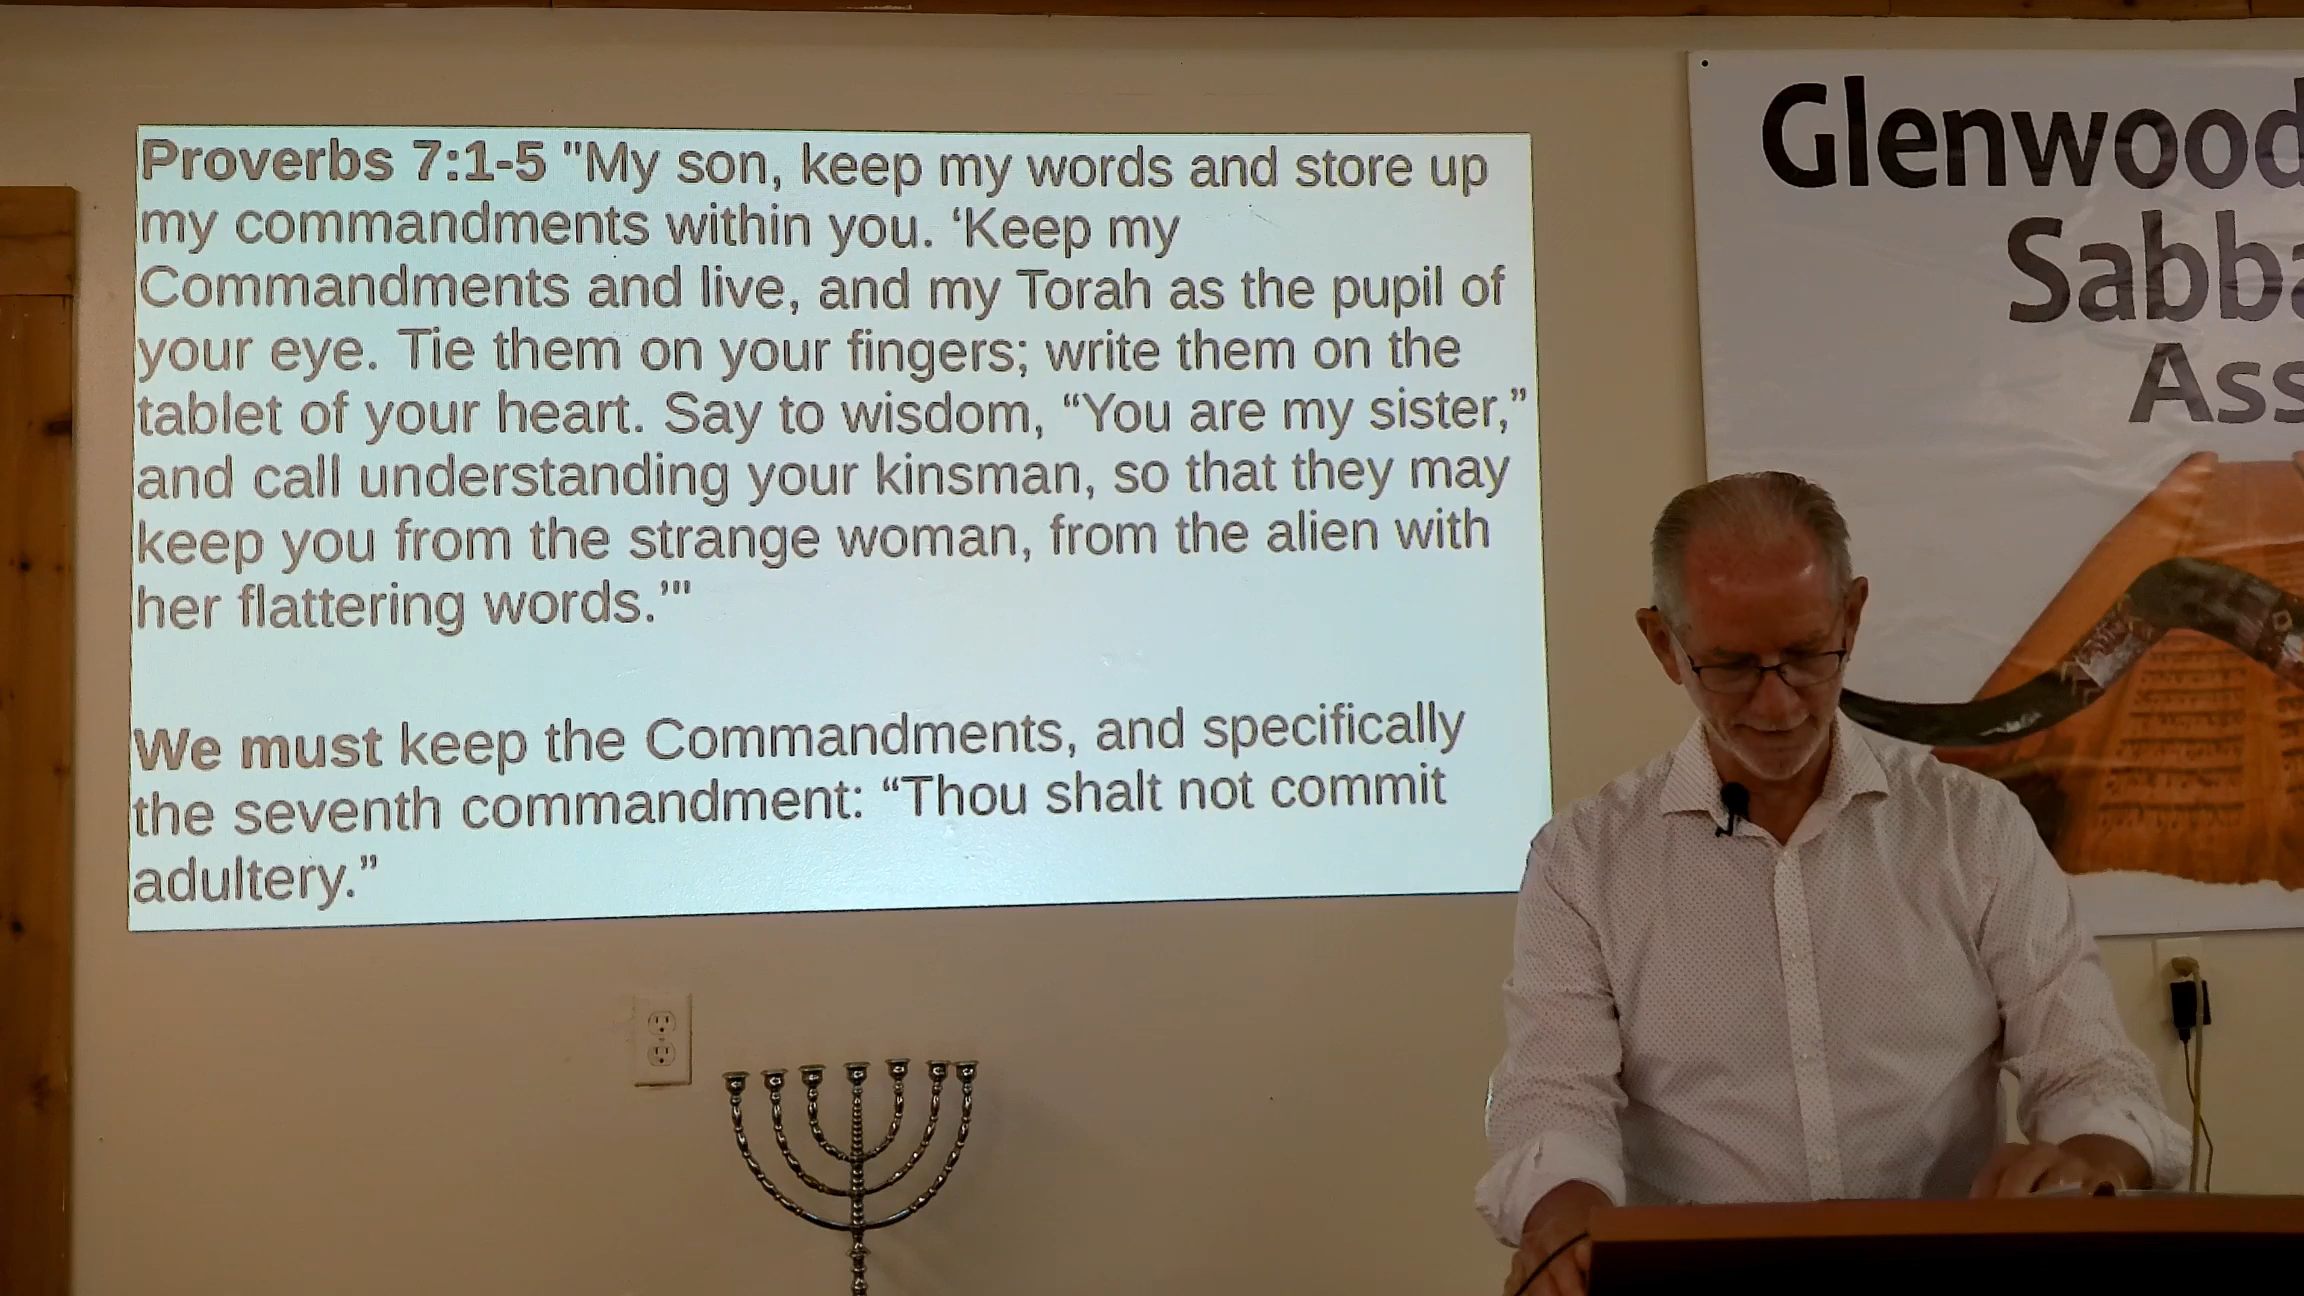 Proverbs 7:1-5 "My son, keep my words and store up
my commandments within you. ‘Keep my
Commandments and live, and my Torah as the pupil of
your eye. Tie them on your fingers; write them on the
tablet of your heart. Say to wisdom, “You are my sister,”
and call understanding your kinsman, so that they may
keep you from the strange woman, from the alien with
her flattering words.’"
We must keep the Commandments, and specifically
the seventh commandment: “Thou shalt not commit
adultery.”
Glenwood
Sabba
Ass